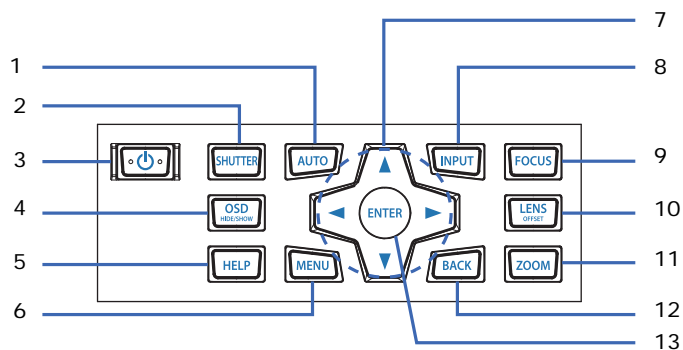 7
1
8
2
3
SHUTTER
AUTO
INPUT
FOCUS
9
4
OSD
HIDE/SHOW
ENTER
LENS
OFFSET
10
5
HELP
MENU
BACK
ZOOM
11
6
12
13